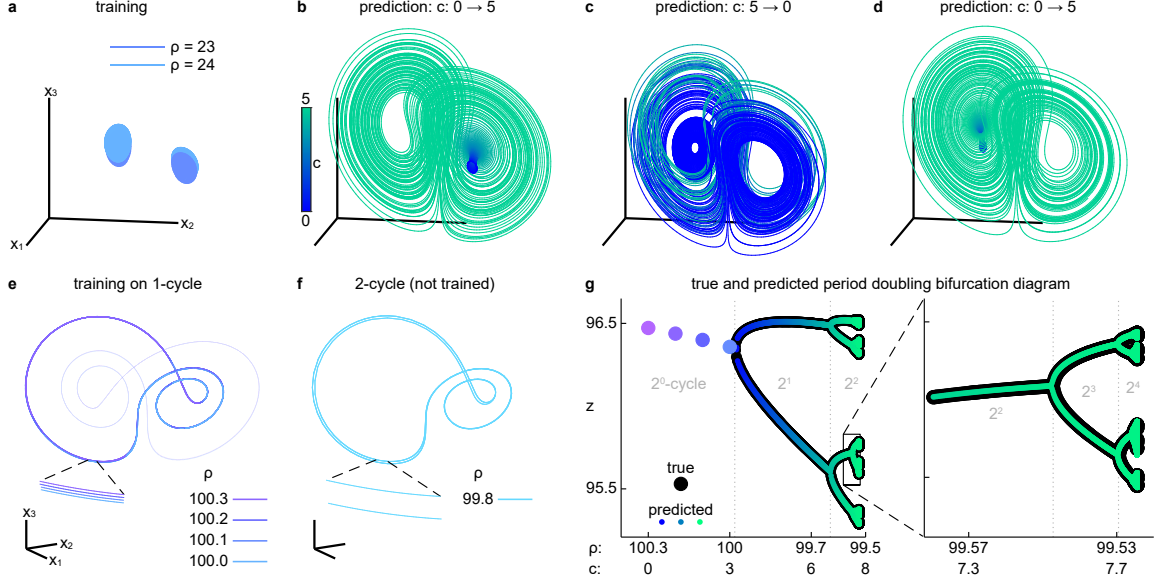 a training
ρ = 23
ρ = 24
x₃
x₂
x₁
b prediction: c: 0 → 5
5
c
0
c prediction: c: 5 → 0
d prediction: c: 0 → 5
e training on 1-cycle
ρ
100.3
100.2
100.1
100.0
x₃
x₂
x₁
f 2-cycle (not trained)
99.8
g true and predicted period doubling bifurcation diagram
96.5
z
95.5
2⁰-cycle
2¹
2²
true
predicted
2²
2³
2⁴
ρ: 100.3 100 99.7 99.5 99.57 99.53
c: 0 3 6 8 7.3 7.7